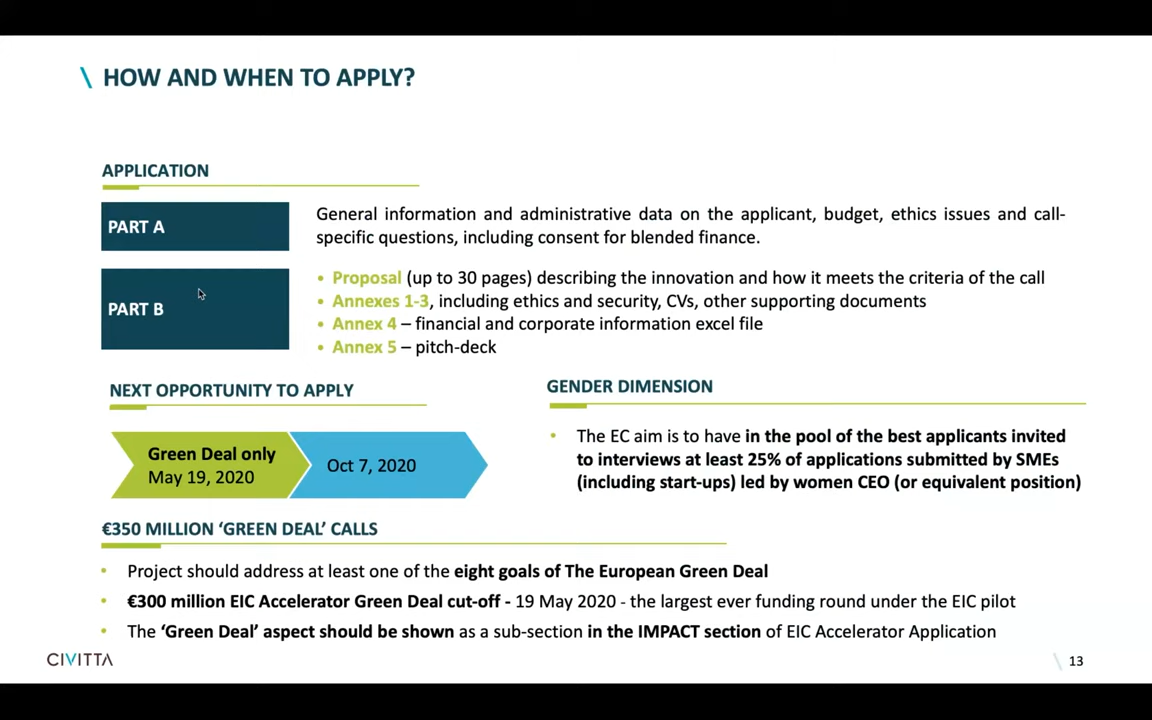 \ HOW AND WHEN TO APPLY?
APPLICATION
PART A
General information and administrative data on the applicant, budget, ethics issues and call-
specific questions, including consent for blended finance.
PART B
• Proposal (up to 30 pages) describing the innovation and how it meets the criteria of the call
• Annexes 1-3, including ethics and security, CVs, other supporting documents
• Annex 4 – financial and corporate information excel file
• Annex 5 – pitch-deck
NEXT OPPORTUNITY TO APPLY
Green Deal only
May 19, 2020
Oct 7, 2020
GENDER DIMENSION
• The EC aim is to have in the pool of the best applicants invited
to interviews at least 25% of applications submitted by SMEs
(including start-ups) led by women CEO (or equivalent position)
€350 MILLION ‘GREEN DEAL’ CALLS
• Project should address at least one of the eight goals of The European Green Deal
• €300 million EIC Accelerator Green Deal cut-off - 19 May 2020 - the largest ever funding round under the EIC pilot
• The ‘Green Deal’ aspect should be shown as a sub-section in the IMPACT section of EIC Accelerator Application
CIVITTA
\ 13